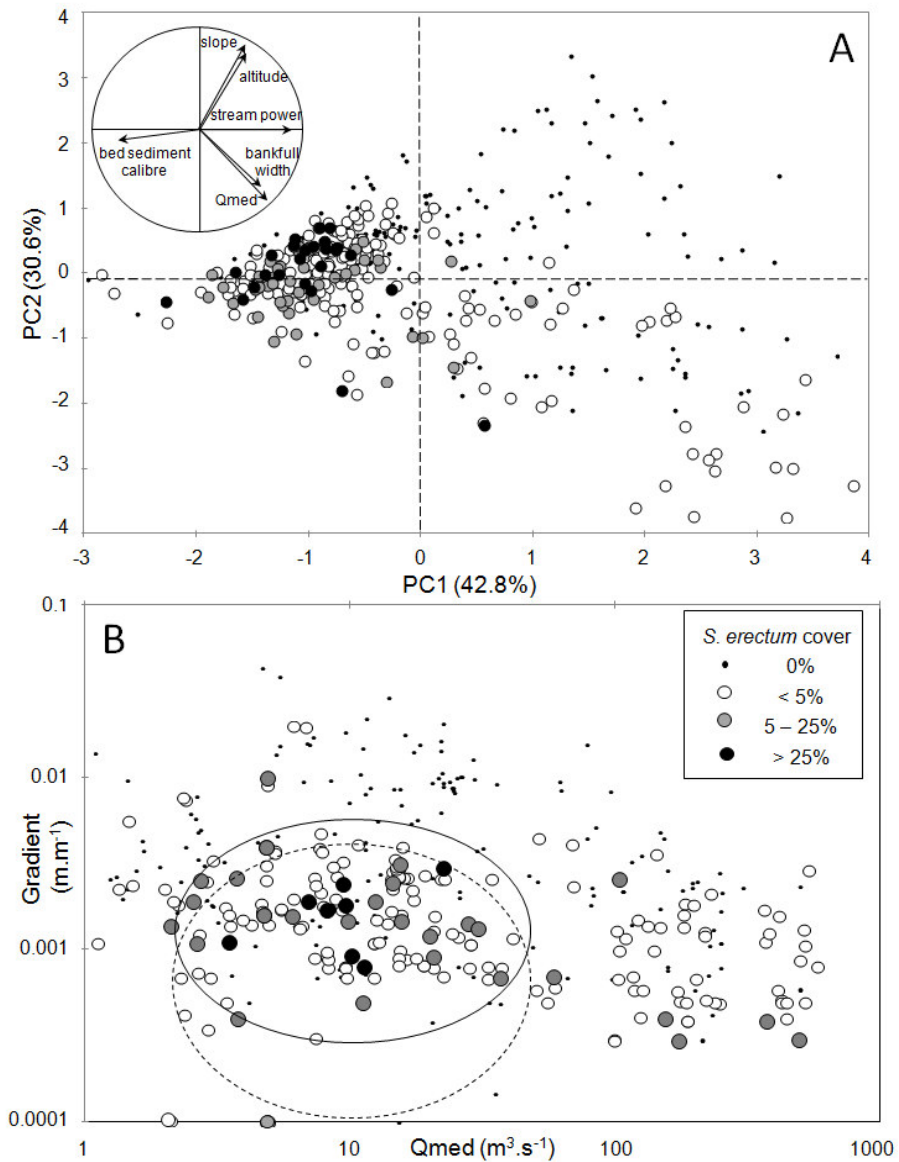 A
4
3
2
1
0
-1
-2
-3
-4
PC2 (30.6%)
slope
altitude
stream power
bed sediment
calibre
bankfull
width
Qmed
-3
-2
-1
0
1
2
3
4
PC1 (42.8%)
B
0.1
0.01
0.001
0.0001
Gradient
(m.m-1)
S. erectum cover
0%
< 5%
5 – 25%
> 25%
1
10
100
1000
Qmed (m3.s-1)